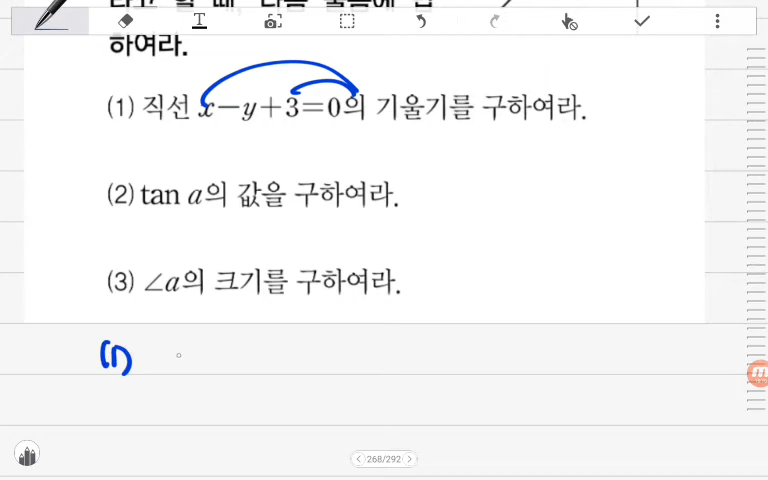 하여라.
(1) 직선 x−y+3=0의 기울기를 구하여라.
(2) tan a의 값을 구하여라.
(3) ∠a의 크기를 구하여라.
(1)
268/292